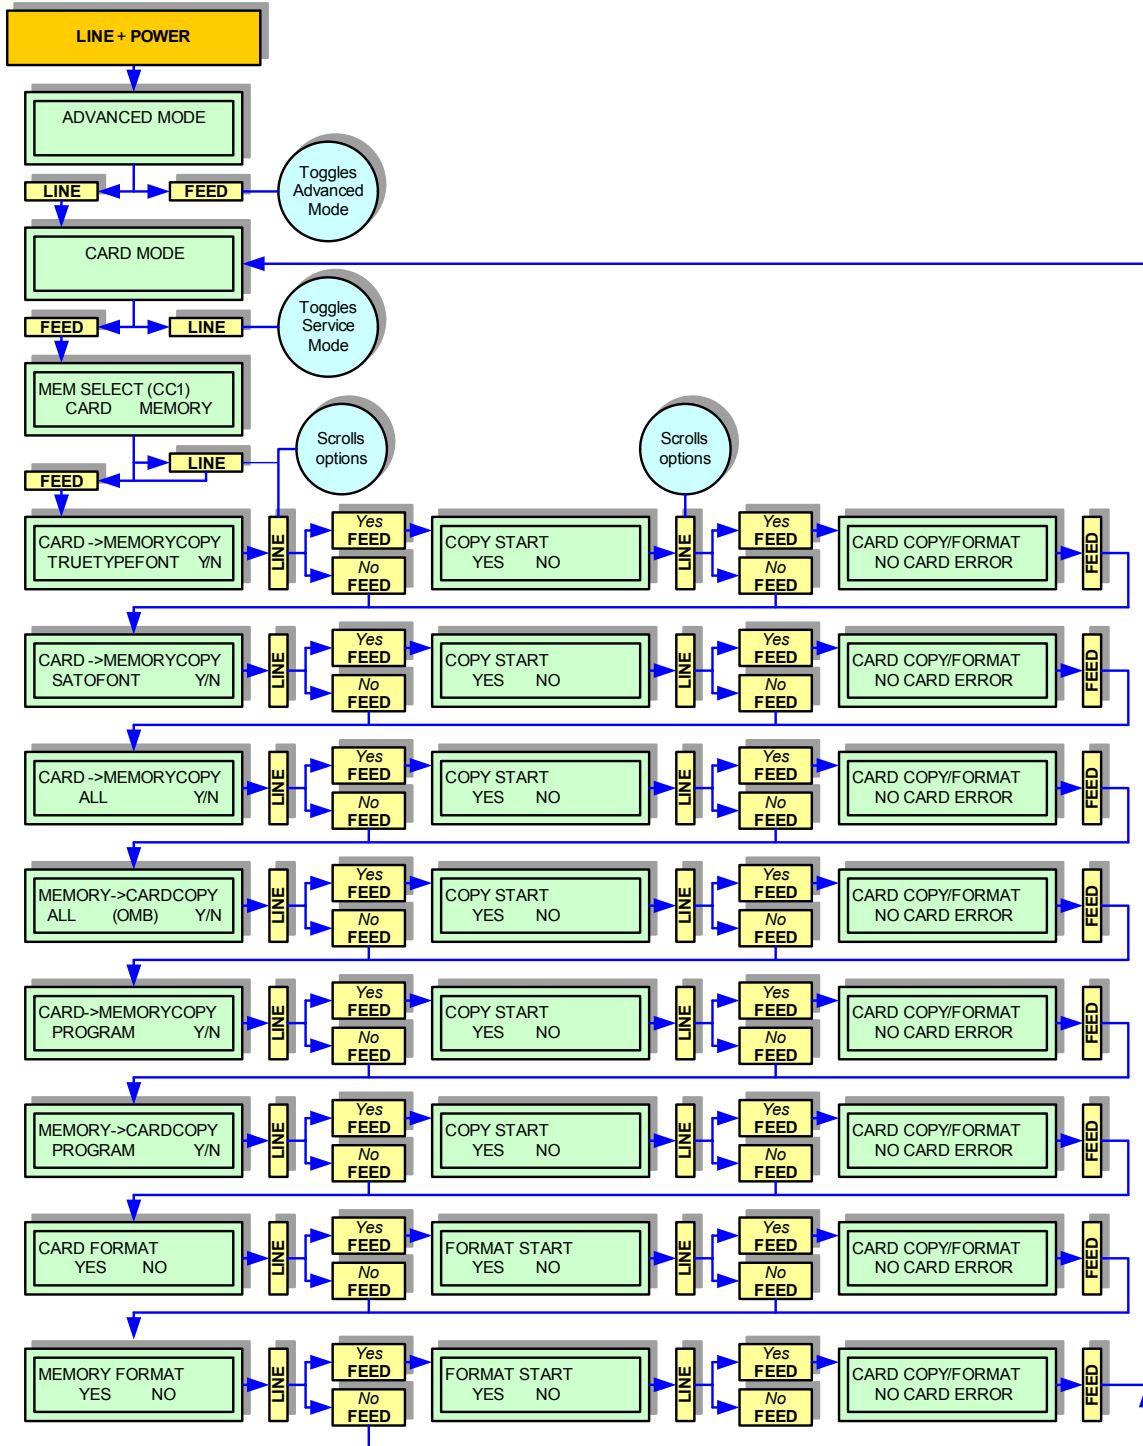 LINE + POWER
ADVANCED MODE
LINE
FEED
Toggles
Advanced
Mode
CARD MODE
FEED
LINE
Toggles
Service
Mode
MEM SELECT (CC1)
CARD MEMORY
LINE
FEED
Scrolls
options
Scrolls
options
CARD ->MEMORYCOPY
TRUETYPEFONT Y/N
LINE
Yes
FEED
No
FEED
COPY START
YES NO
LINE
Yes
FEED
No
FEED
CARD COPY/FORMAT
NO CARD ERROR
FEED
CARD ->MEMORYCOPY
SATOFONT Y/N
LINE
Yes
FEED
No
FEED
COPY START
YES NO
LINE
Yes
FEED
No
FEED
CARD COPY/FORMAT
NO CARD ERROR
FEED
CARD ->MEMORYCOPY
ALL Y/N
LINE
Yes
FEED
No
FEED
COPY START
YES NO
LINE
Yes
FEED
No
FEED
CARD COPY/FORMAT
NO CARD ERROR
FEED
MEMORY->CARDCOPY
ALL (OMB) Y/N
LINE
Yes
FEED
No
FEED
COPY START
YES NO
LINE
Yes
FEED
No
FEED
CARD COPY/FORMAT
NO CARD ERROR
FEED
CARD->MEMORYCOPY
PROGRAM Y/N
LINE
Yes
FEED
No
FEED
COPY START
YES NO
LINE
Yes
FEED
No
FEED
CARD COPY/FORMAT
NO CARD ERROR
FEED
MEMORY->CARDCOPY
PROGRAM Y/N
LINE
Yes
FEED
No
FEED
COPY START
YES NO
LINE
Yes
FEED
No
FEED
CARD COPY/FORMAT
NO CARD ERROR
FEED
CARD FORMAT
YES NO
LINE
Yes
FEED
No
FEED
FORMAT START
YES NO
LINE
Yes
FEED
No
FEED
CARD COPY/FORMAT
NO CARD ERROR
FEED
MEMORY FORMAT
YES NO
LINE
Yes
FEED
No
FEED
FORMAT START
YES NO
LINE
Yes
FEED
No
FEED
CARD COPY/FORMAT
NO CARD ERROR
FEED